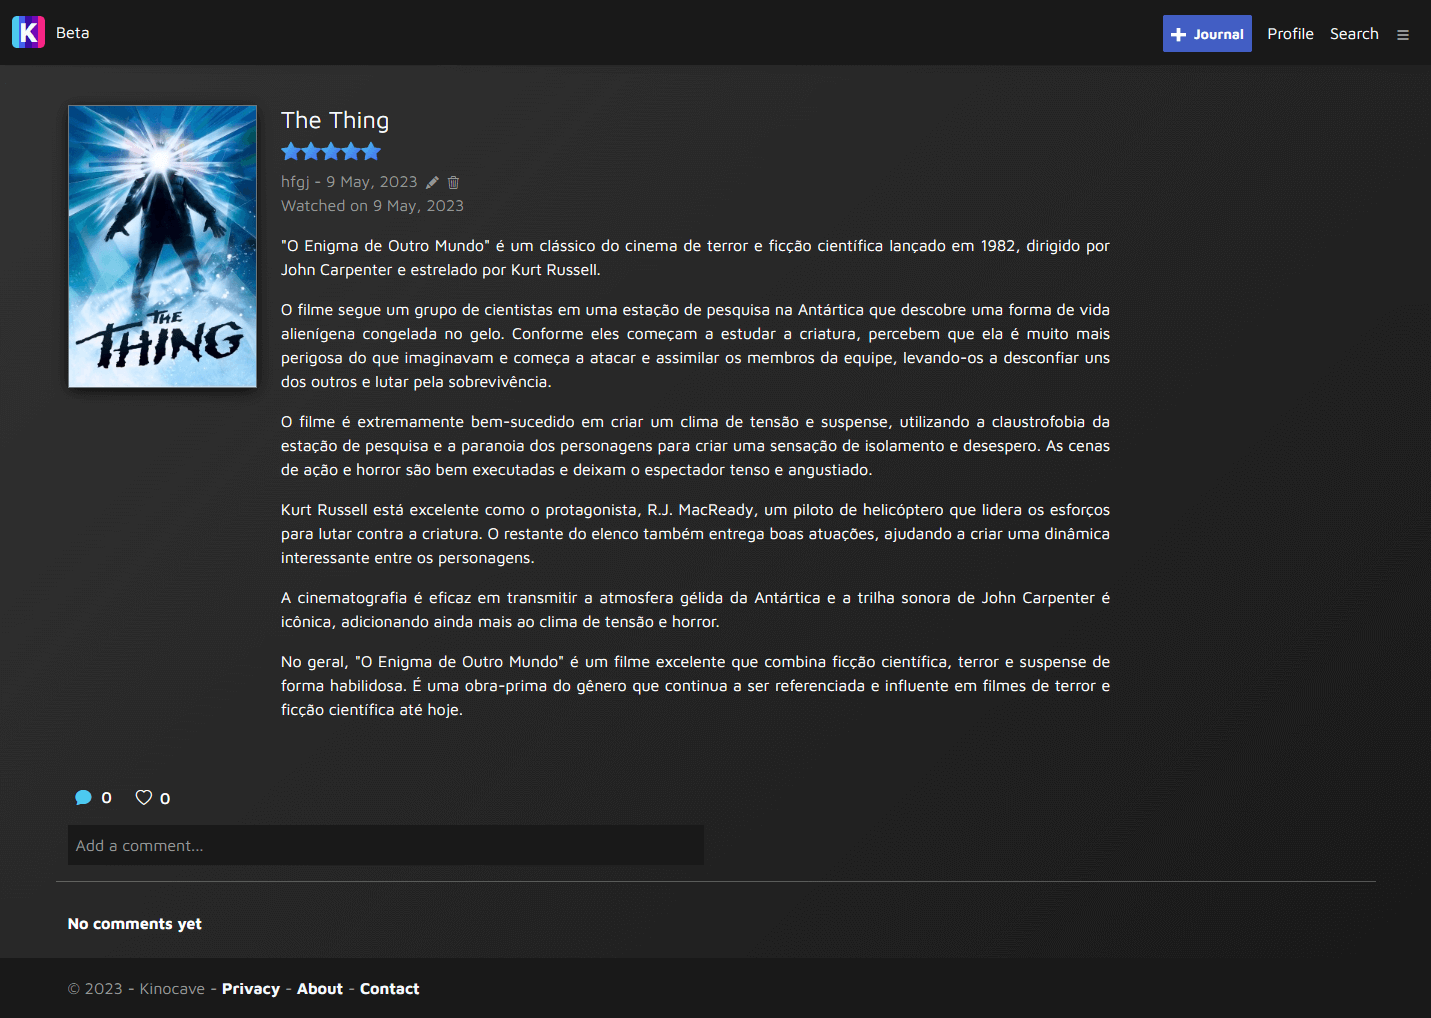 K Beta
+ Journal Profile Search ≡
THE THING
The Thing
hfgj - 9 May, 2023
Watched on 9 May, 2023
"O Enigma de Outro Mundo" é um clássico do cinema de terror e ficção científica lançado em 1982, dirigido por
John Carpenter e estrelado por Kurt Russell.
O filme segue um grupo de cientistas em uma estação de pesquisa na Antártica que descobre uma forma de vida
alienígena congelada no gelo. Conforme eles começam a estudar a criatura, percebem que ela é muito mais
perigosa do que imaginavam e começa a atacar e assimilar os membros da equipe, levando-os a desconfiar uns
dos outros e lutar pela sobrevivência.
O filme é extremamente bem-sucedido em criar um clima de tensão e suspense, utilizando a claustrofobia da
estação de pesquisa e a paranoia dos personagens para criar uma sensação de isolamento e desespero. As cenas
de ação e horror são bem executadas e deixam o espectador tenso e angustiado.
Kurt Russell está excelente como o protagonista, R.J. MacReady, um piloto de helicóptero que lidera os esforços
para lutar contra a criatura. O restante do elenco também entrega boas atuações, ajudando a criar uma dinâmica
interessante entre os personagens.
A cinematografia é eficaz em transmitir a atmosfera gélida da Antártica e a trilha sonora de John Carpenter é
icônica, adicionando ainda mais ao clima de tensão e horror.
No geral, "O Enigma de Outro Mundo" é um filme excelente que combina ficção científica, terror e suspense de
forma habilidosa. É uma obra-prima do gênero que continua a ser referenciada e influente em filmes de terror e
ficção científica até hoje.
0 0
Add a comment...
No comments yet
© 2023 - Kinocave - Privacy - About - Contact